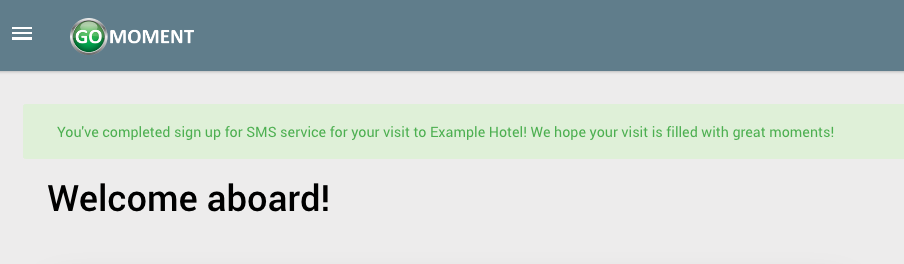 GO MOMENT
You've completed sign up for SMS service for your visit to Example Hotel! We hope your visit is filled with great moments!
Welcome aboard!